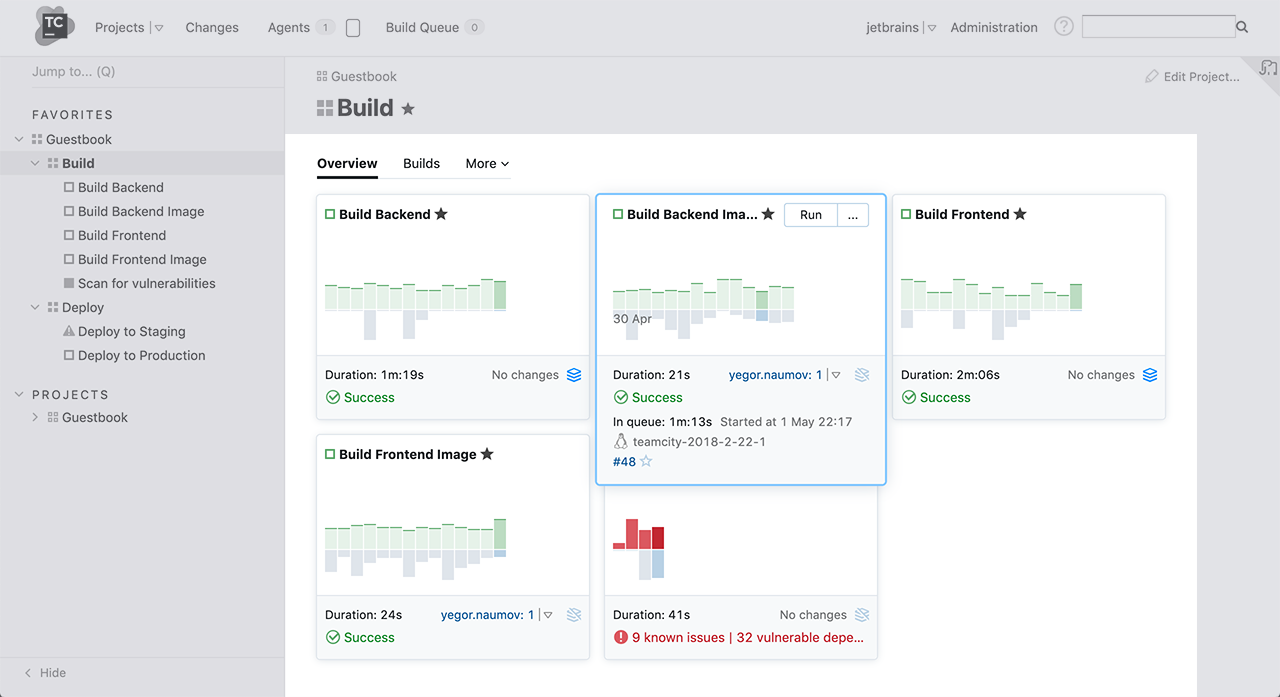 TC
Projects
Changes
Agents 1
Build Queue 0
jetbrains
Administration
?
Jump to... (Q)
FAVORITES
Guestbook
Build
Build Backend
Build Backend Image
Build Frontend
Build Frontend Image
Scan for vulnerabilities
Deploy
Deploy to Staging
Deploy to Production
PROJECTS
Guestbook
Hide
Guestbook
Edit Project...
Build
Overview
Builds
More
Build Backend
Duration: 1m:19s
No changes
Success
Build Backend Ima...
Run
...
30 Apr
Duration: 21s
yegor.naumov: 1
Success
In queue: 1m:13s Started at 1 May 22:17
teamcity-2018-2-22-1
#48
Build Frontend
Duration: 2m:06s
No changes
Success
Build Frontend Image
Duration: 24s
yegor.naumov: 1
Success
Duration: 41s
No changes
9 known issues | 32 vulnerable depe...